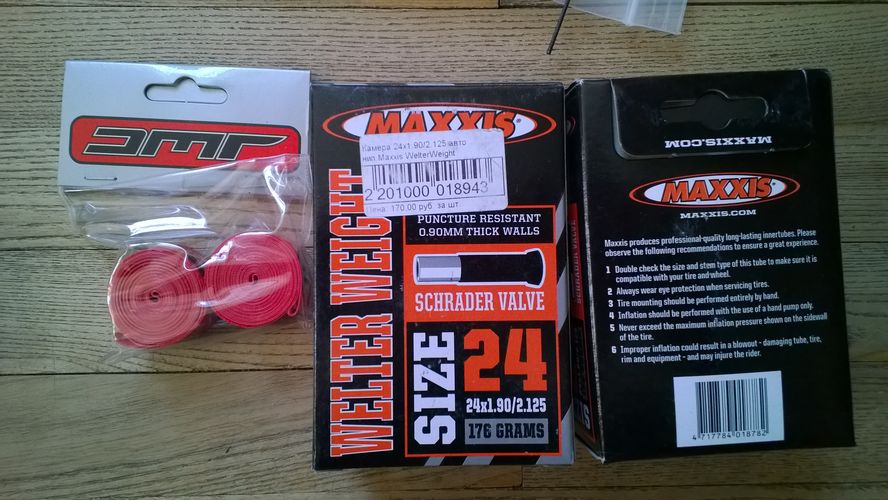 DMR
MAXXIS
Камера 24x1.90/2.125 авто
нип Maxxis WelterWeight
2 201000 018943
Цена: 170.00 руб. за шт.
WELTER WEIGHT
PUNCTURE RESISTANT
0.90MM THICK WALLS
SCHRADER VALVE
SIZE 24
24x1.90/2.125
176 GRAMS
MAXXIS.COM
MAXXIS
MAXXIS
MAXXIS.COM
SCHRADER VALVE
Maxxis produces professional-quality long-lasting innertubes. Please
observe the following recommendations to ensure a great experience.
1 Double check the size and stem type of this tube to make sure it is
compatible with your tire and wheel.
2 Always wear eye protection when servicing tires.
3 Tire mounting should be performed entirely by hand.
4 Inflation should be performed with the use of a hand pump only.
5 Never exceed the maximum inflation pressure shown on the sidewall
of the tire.
6 Improper inflation could result in a blowout - damaging tube, tire,
rim and equipment - and may injure the rider.
4 717784 018782